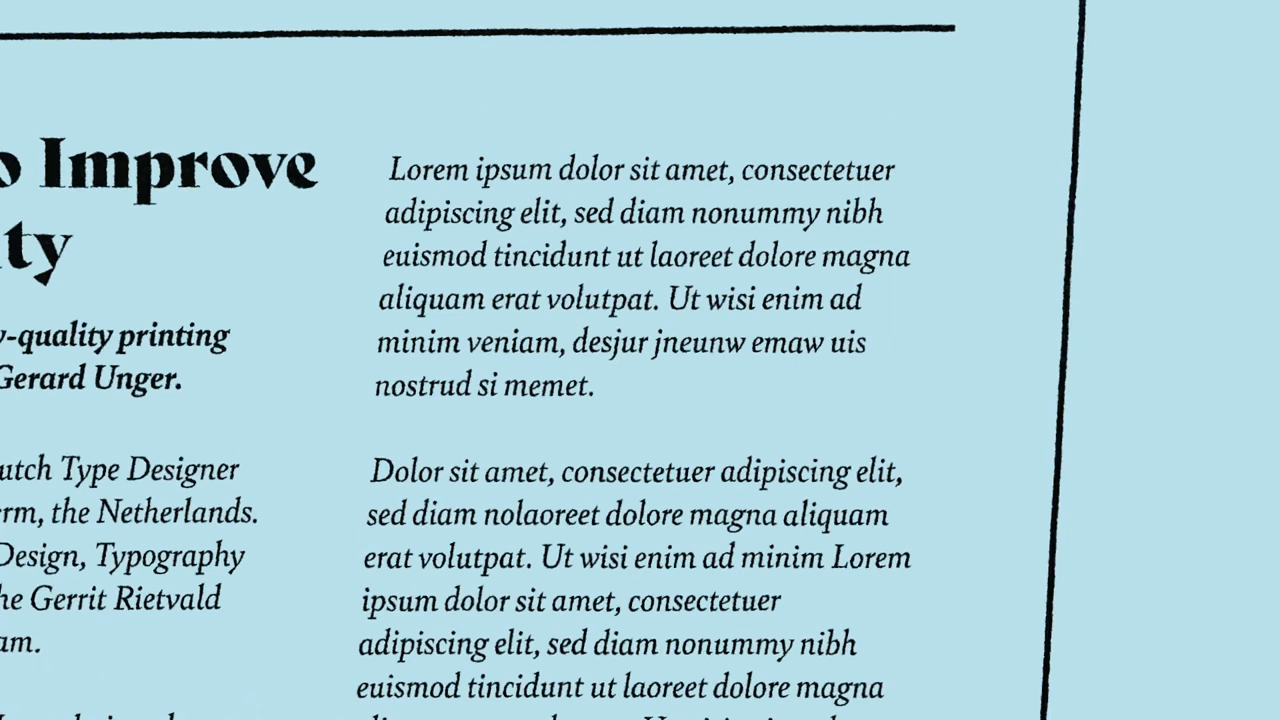 Improve
ty
-quality printing
Gerard Unger.
Type Designer
the Netherlands.
Design, Typography
Gerrit Rietvald
Lorem ipsum dolor sit amet, consectetuer
adipiscing elit, sed diam nonummy nibh
euismod tincidunt ut laoreet dolore magna
aliquam erat volutpat. Ut wisi enim ad
minim veniam, desjur jneunw emaw uis
nostrud si memet.
Dolor sit amet, consectetuer adipiscing elit,
sed diam nolaoreet dolore magna aliquam
erat volutpat. Ut wisi enim ad minim Lorem
ipsum dolor sit amet, consectetuer
adipiscing elit, sed diam nonummy nibh
euismod tincidunt ut laoreet dolore magna